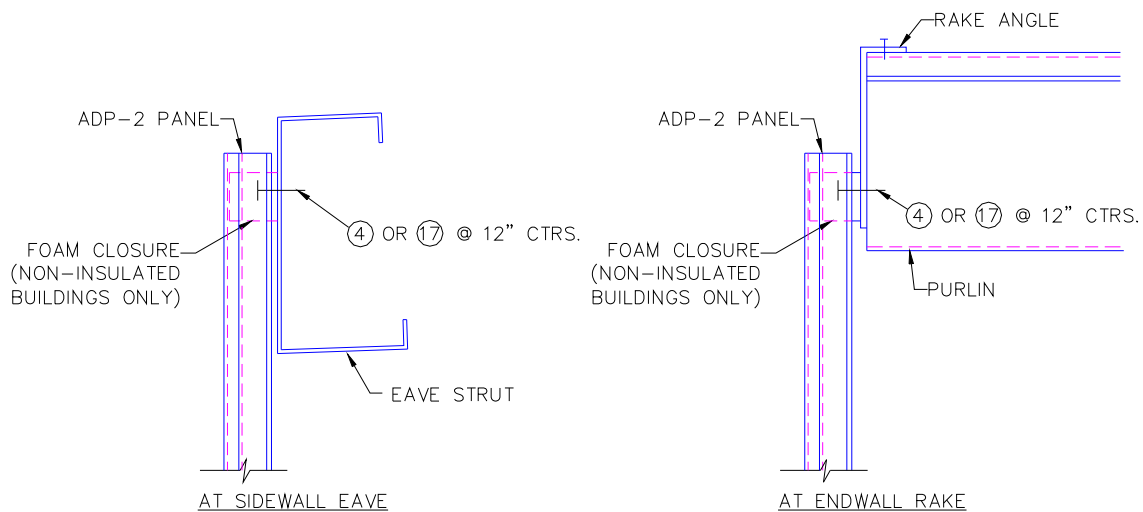 ADP-2 PANEL
4 OR 17 @ 12" CTRS.
FOAM CLOSURE
(NON-INSULATED
BUILDINGS ONLY)
EAVE STRUT
AT SIDEWALL EAVE
RAKE ANGLE
ADP-2 PANEL
4 OR 17 @ 12" CTRS.
FOAM CLOSURE
(NON-INSULATED
BUILDINGS ONLY)
PURLIN
AT ENDWALL RAKE